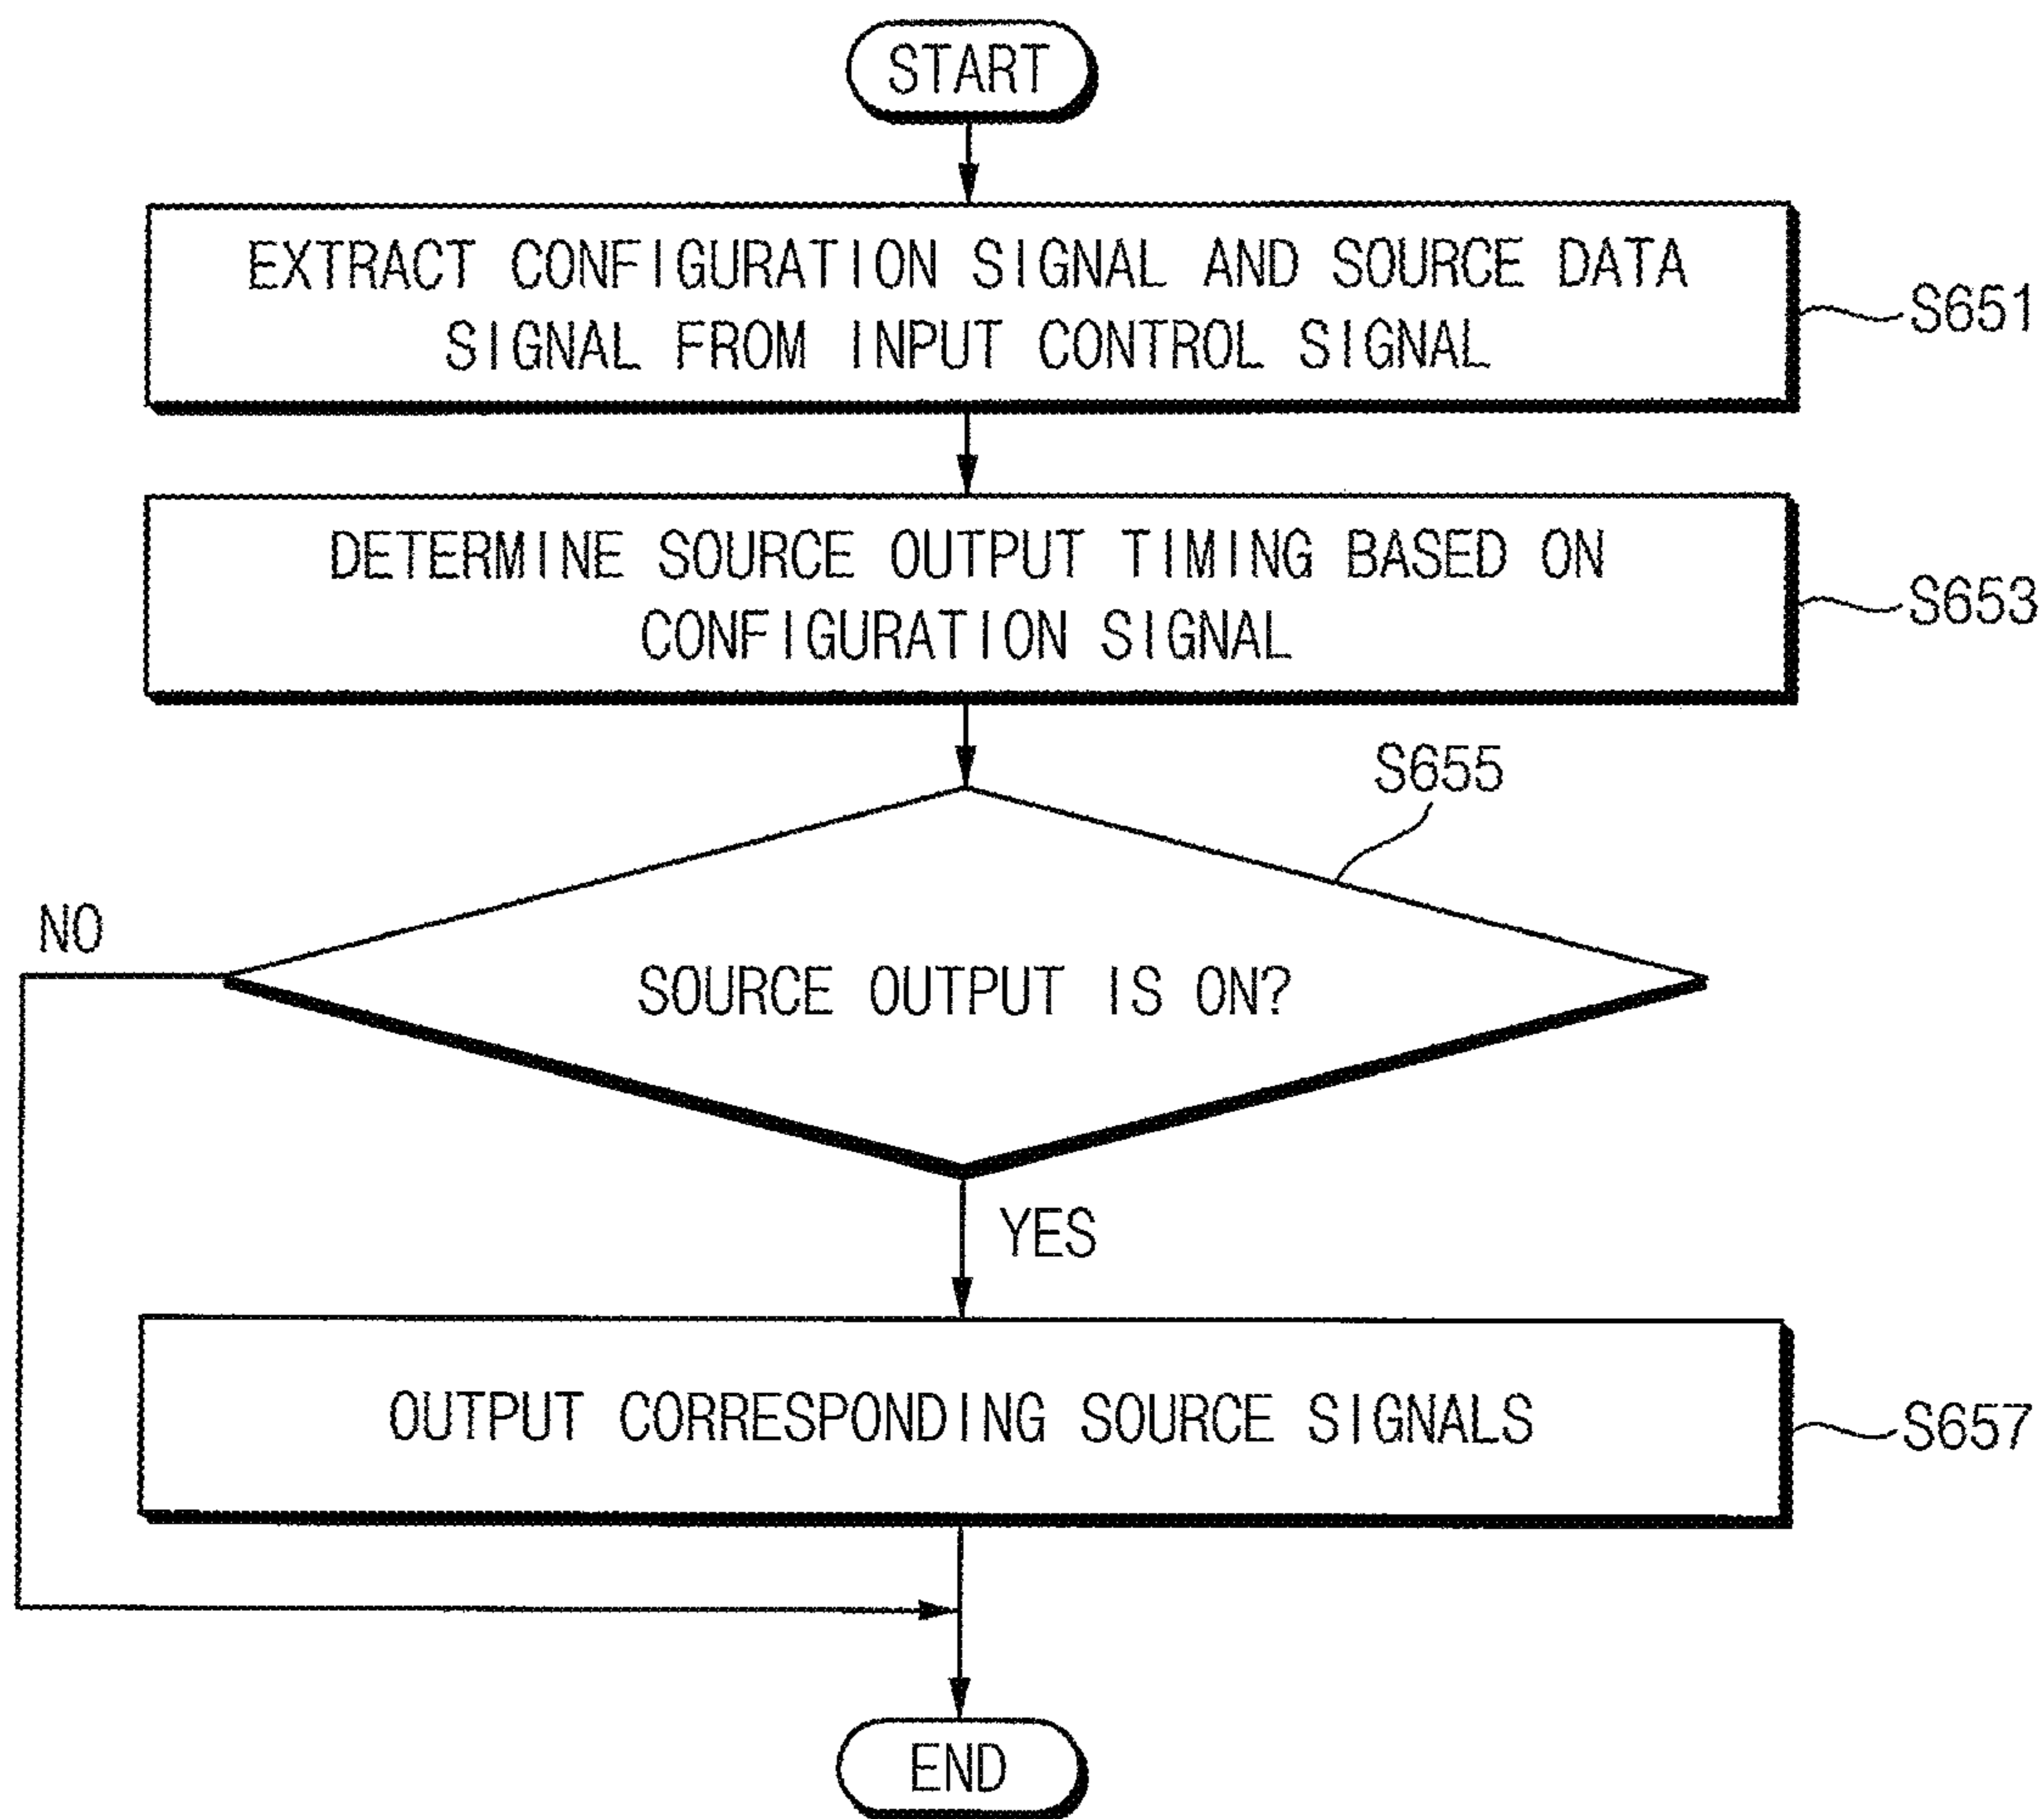 START
EXTRACT CONFIGURATION SIGNAL AND SOURCE DATA
SIGNAL FROM INPUT CONTROL SIGNAL
S651
DETERMINE SOURCE OUTPUT TIMING BASED ON
CONFIGURATION SIGNAL
S653
S655
NO
SOURCE OUTPUT IS ON?
YES
OUTPUT CORRESPONDING SOURCE SIGNALS
S657
END